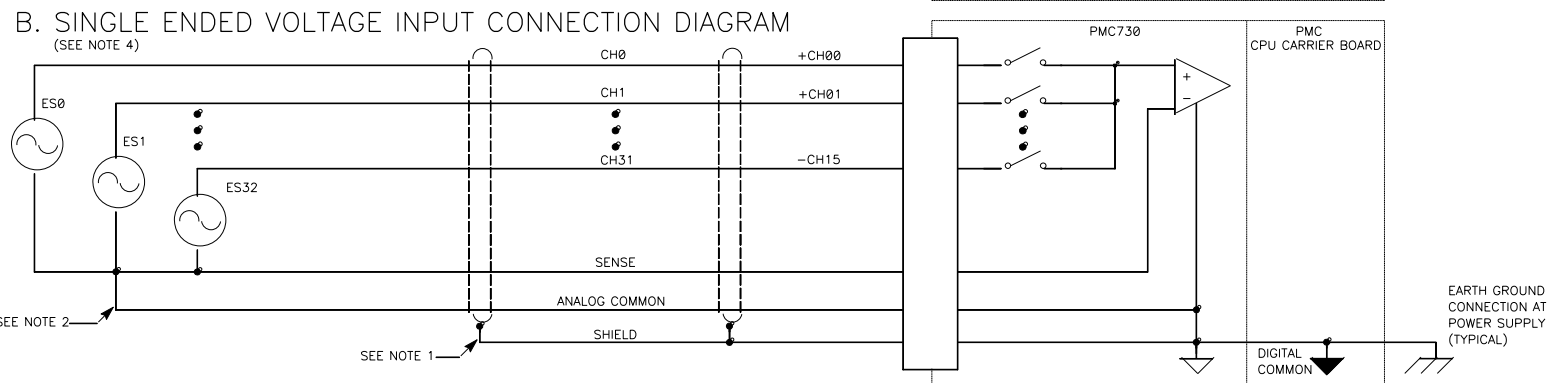 B. SINGLE ENDED VOLTAGE INPUT CONNECTION DIAGRAM
(SEE NOTE 4)
PMC730
PMC
CPU CARRIER BOARD
CH0
+CH00
ES0
CH1
+CH01
ES1
CH31
-CH15
ES32
+
-
SENSE
ANALOG COMMON
SEE NOTE 2
SHIELD
SEE NOTE 1
DIGITAL
COMMON
EARTH GROUND
CONNECTION AT
POWER SUPPLY
(TYPICAL)